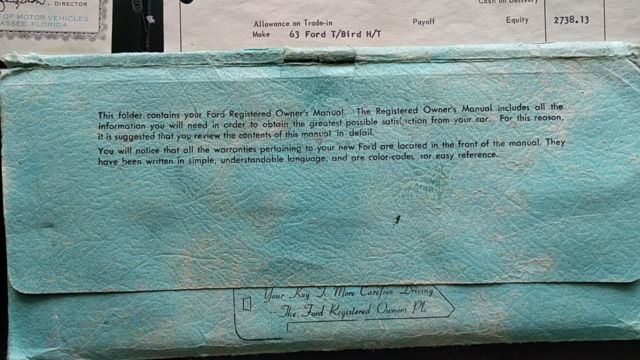 DIRECTOR
OF MOTOR VEHICLES
ASSEE, FLORIDA
Cash on Delivery
Allowance on Trade-in Payoff Equity 2738.13
Make 63 Ford T/Bird H/T
This folder contains your Ford Registered Owner's Manual. The Registered Owner's Manual includes all the
information you will need in order to obtain the greatest possible satisfaction from your car. For this reason,
it is suggested that you review the contents of this manual in detail.
You will notice that all the warranties pertaining to your new Ford are located in the front of the manual. They
have been written in simple, understandable language, and are color-coded for easy reference.
Your Key To More Carefree Driving
The Ford Registered Owners Pl